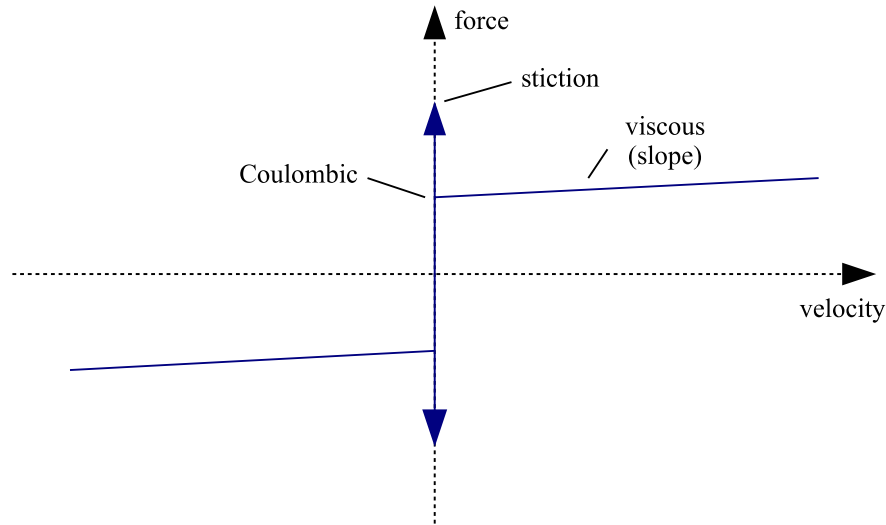 force
stiction
viscous
(slope)
Coulombic
velocity